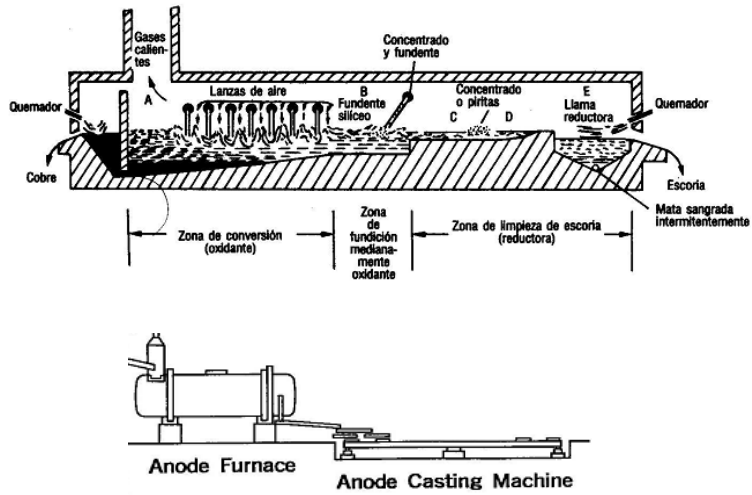 Gases
calien-
tes
Concentrado
y fundente
A
Lanzas de aire
B
Fundente
silíceo
Concentrado
o piritas
C
D
E
Llama
reductora
Quemador
Quemador
Cobre
Escoria
Mata sangrada
intermitentemente
Zona de conversión
(oxidante)
Zona
de
fundición
mediana-
mente
oxidante
Zona de limpieza de escoria
(reductora)
Anode Furnace
Anode Casting Machine